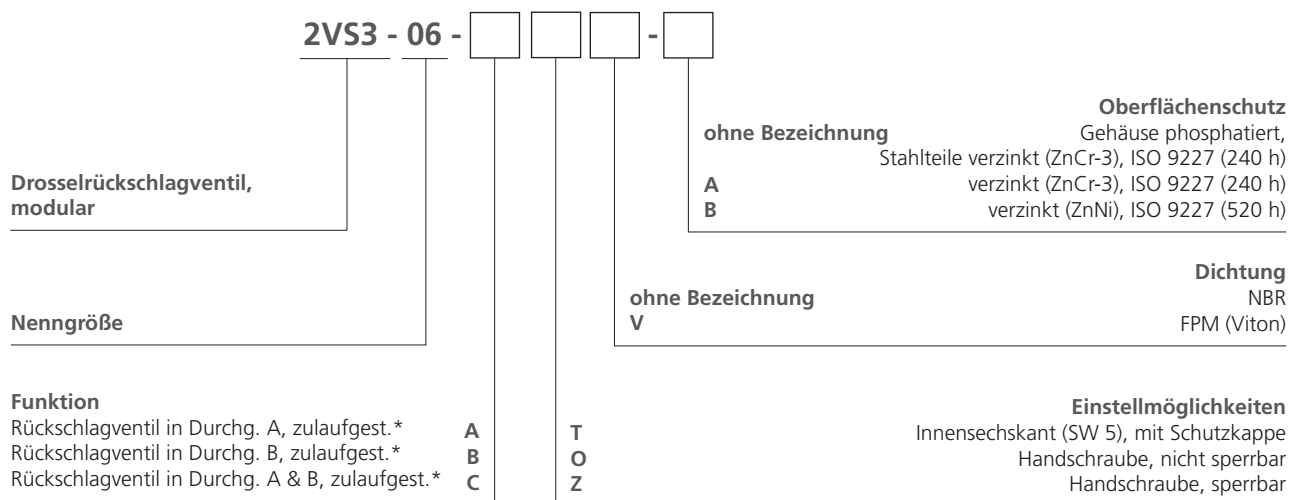 2VS3 - 06 - -
Oberflächenschutz
ohne Bezeichnung Gehäuse phosphatiert,
Stahlteile verzinkt (ZnCr-3), ISO 9227 (240 h)
A verzinkt (ZnCr-3), ISO 9227 (240 h)
B verzinkt (ZnNi), ISO 9227 (520 h)
Drosselrückschlagventil,
modular
Dichtung
ohne Bezeichnung NBR
V FPM (Viton)
Nenngröße
Funktion
Rückschlagventil in Durchg. A, zulaufgest.* A
Rückschlagventil in Durchg. B, zulaufgest.* B
Rückschlagventil in Durchg. A & B, zulaufgest.* C
Einstellmöglichkeiten
T Innensechskant (SW 5), mit Schutzkappe
O Handschraube, nicht sperrbar
Z Handschraube, sperrbar